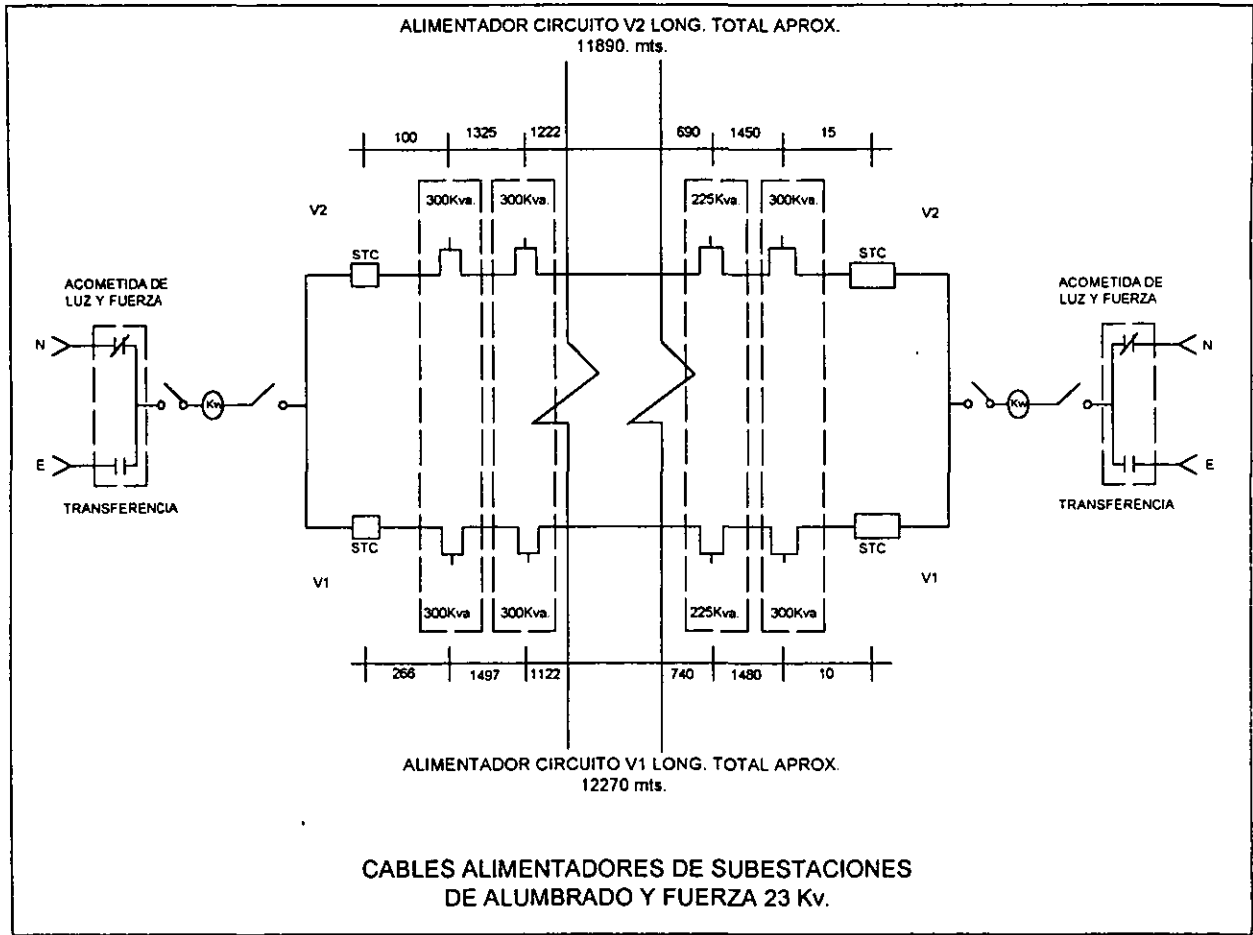 ALIMENTADOR CIRCUITO V2 LONG. TOTAL APROX.
11890. mts.
100 1325 1222 690 1450 15
300Kva. 300Kva. 225Kva. 300Kva.
V2 V2
STC STC
ACOMETIDA DE
LUZ Y FUERZA
ACOMETIDA DE
LUZ Y FUERZA
N N
Kw Kw
E E
TRANSFERENCIA TRANSFERENCIA
STC STC
V1 V1
300Kva 300Kva. 225Kva. 300Kva
266 1497 1122 740 1480 10
ALIMENTADOR CIRCUITO V1 LONG. TOTAL APROX.
12270 mts.
CABLES ALIMENTADORES DE SUBESTACIONES
DE ALUMBRADO Y FUERZA 23 Kv.